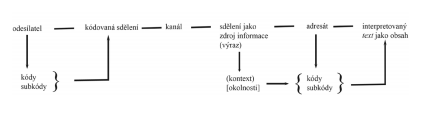 odesílatel
kódovaná sdělení
kanál
sdělení jako
zdroj informace
(výraz)
adresát
interpretovaný
text jako obsah
kódy
subkódy
}
(kontext)
[okolnosti]
{
kódy
subkódy
}